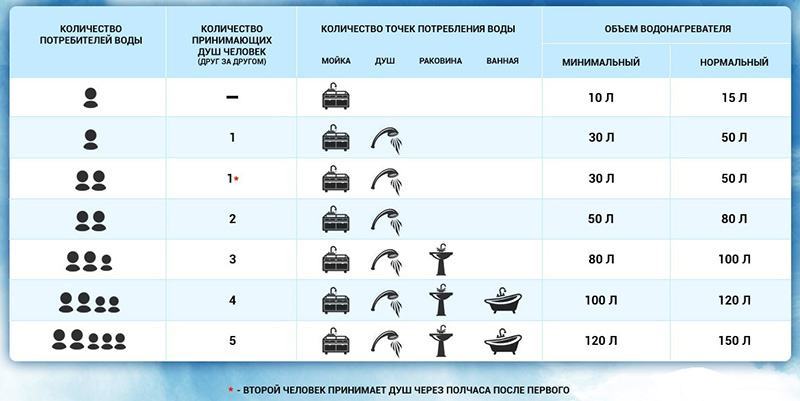 КОЛИЧЕСТВО
ПОТРЕБИТЕЛЕЙ ВОДЫ
КОЛИЧЕСТВО
ПРИНИМАЮЩИХ
ДУШ ЧЕЛОВЕК
(ДРУГ ЗА ДРУГОМ)
КОЛИЧЕСТВО ТОЧЕК ПОТРЕБЛЕНИЯ ВОДЫ
МОЙКА ДУШ РАКОВИНА ВАННАЯ
ОБЪЕМ ВОДОНАГРЕВАТЕЛЯ
МИНИМАЛЬНЫЙ НОРМАЛЬНЫЙ
– 10 Л 15 Л
1 30 Л 50 Л
1* 30 Л 50 Л
2 50 Л 80 Л
3 80 Л 100 Л
4 100 Л 120 Л
5 120 Л 150 Л
* - ВТОРОЙ ЧЕЛОВЕК ПРИНИМАЕТ ДУШ ЧЕРЕЗ ПОЛЧАСА ПОСЛЕ ПЕРВОГО